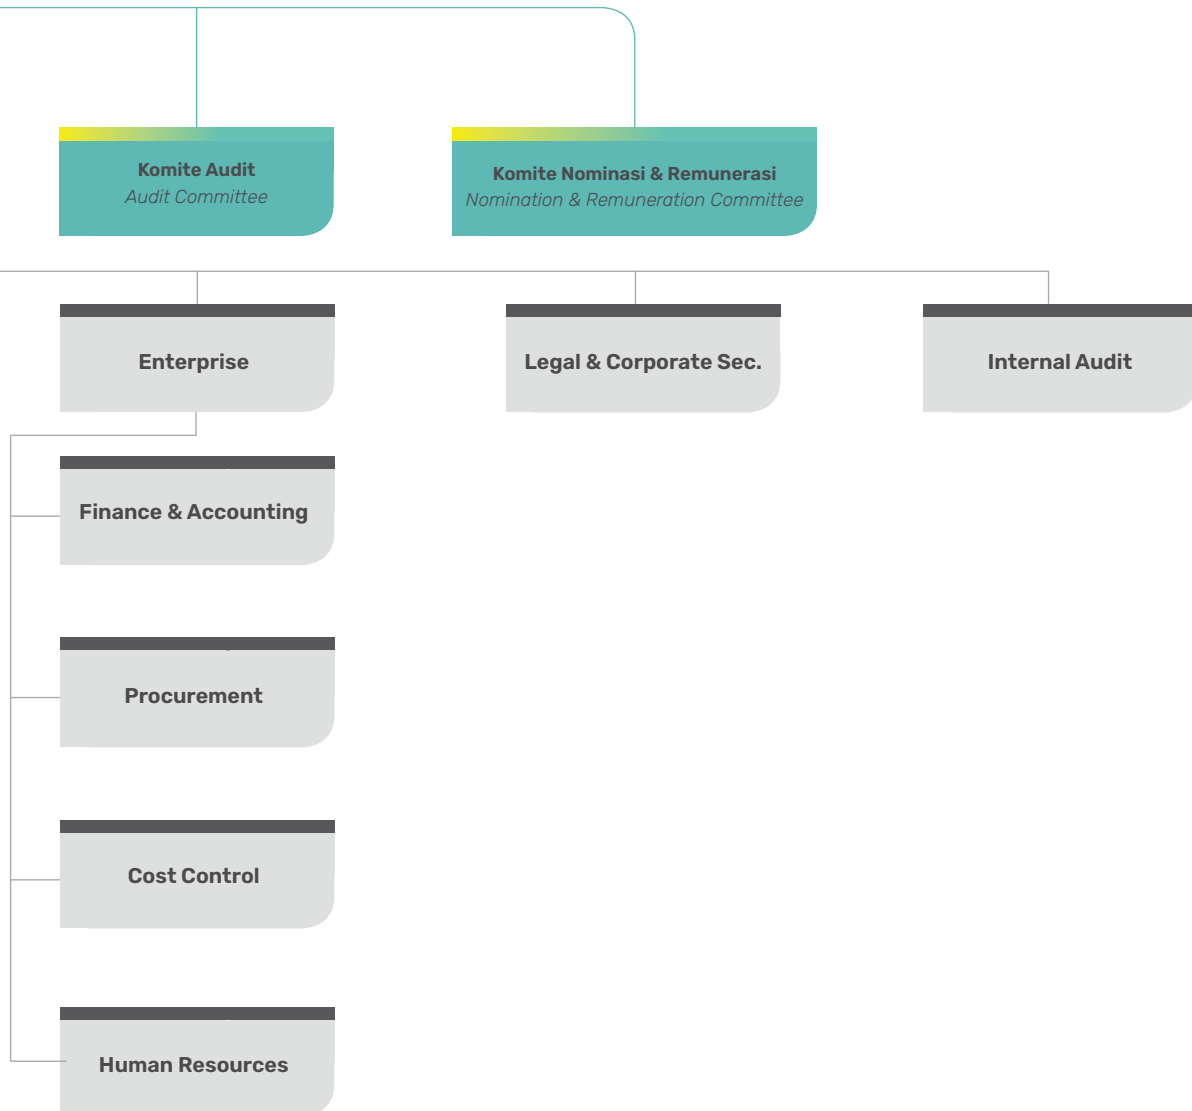 Komite Audit
Audit Committee
Komite Nominasi & Remunerasi
Nomination & Remuneration Committee
Enterprise
Legal & Corporate Sec.
Internal Audit
Finance & Accounting
Procurement
Cost Control
Human Resources